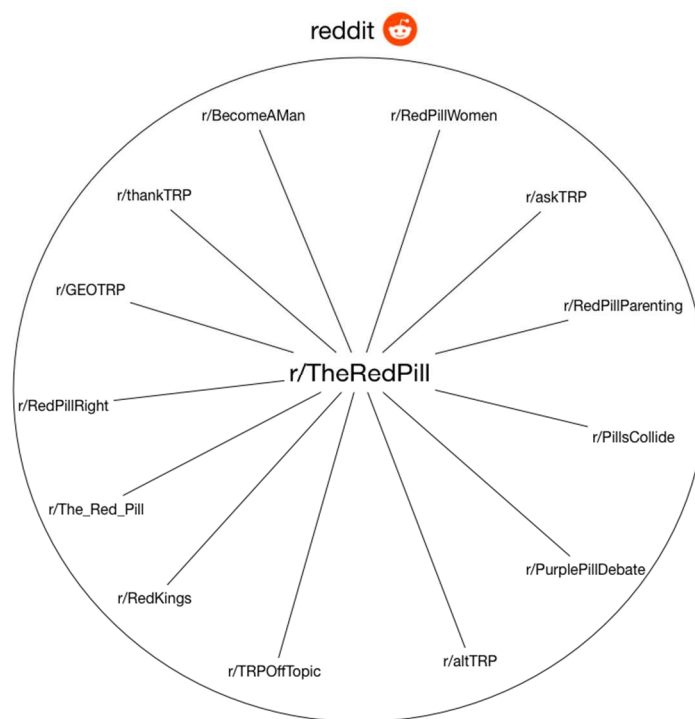 reddit
r/BecomeAMan
r/RedPillWomen
r/thankTRP
r/askTRP
r/GEOTRP
r/RedPillParenting
r/TheRedPill
r/RedPillRight
r/PillsCollide
r/The_Red_Pill
r/PurplePillDebate
r/RedKings
r/TRPOffTopic
r/altTRP